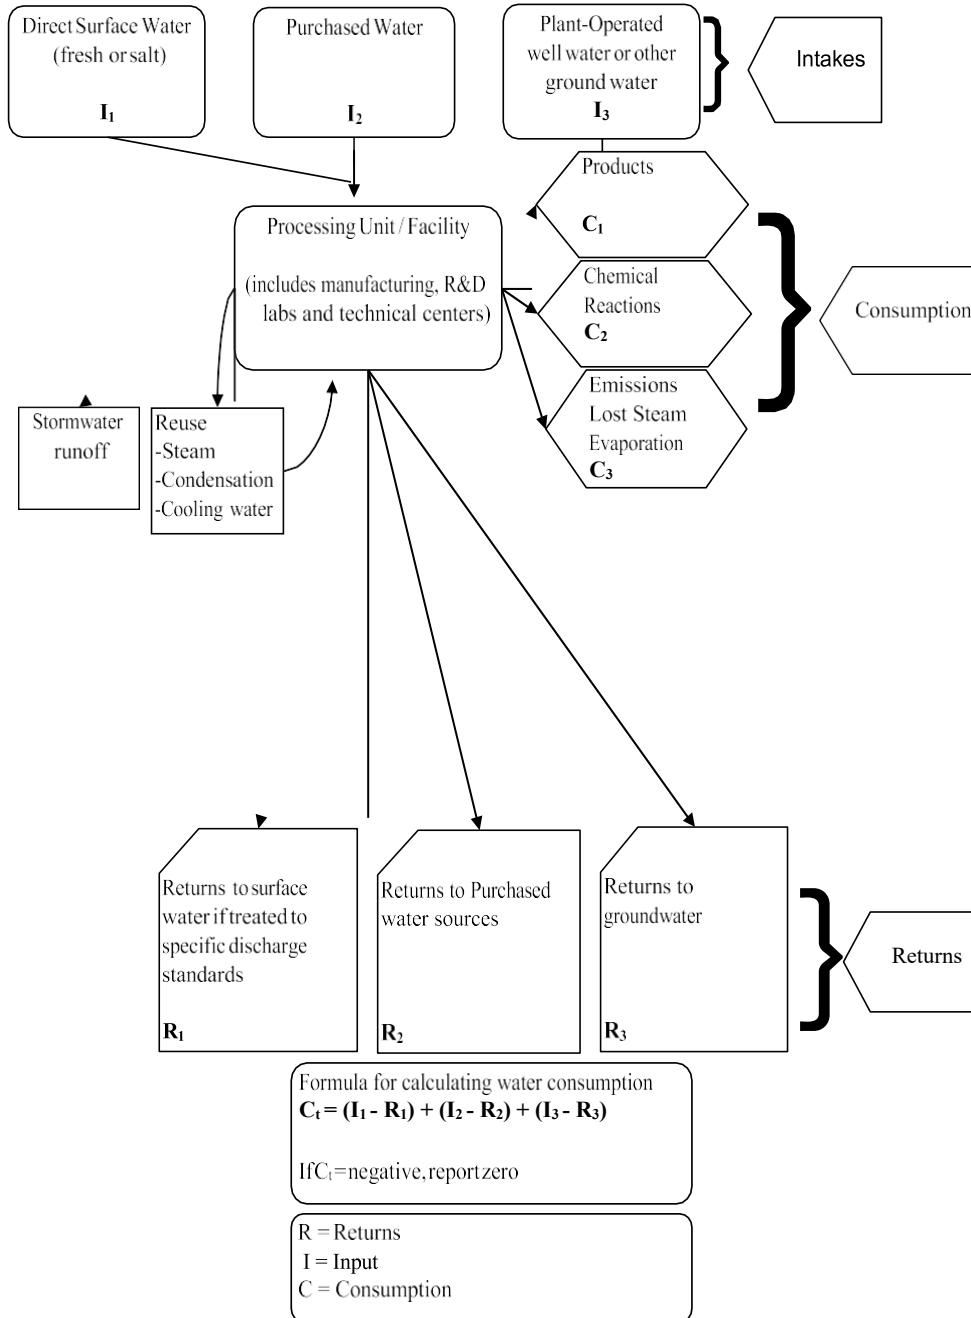 Direct Surface Water
(fresh or salt)
I1
Purchased Water
I2
Plant-Operated
well water or other
ground water
I3
Intakes
Products
C1
Processing Unit / Facility
(includes manufacturing, R&D
labs and technical centers)
Chemical
Reactions
C2
Consumption
Emissions
Lost Steam
Evaporation
C3
Stormwater
runoff
Reuse
-Steam
-Condensation
-Cooling water
Returns to surface
water if treated to
specific discharge
standards
R1
Returns to Purchased
water sources
R2
Returns to
groundwater
R3
Returns
Formula for calculating water consumption
Ct = (I1 - R1) + (I2 - R2) + (I3 - R3)
If Ct = negative, report zero
R = Returns
I = Input
C = Consumption